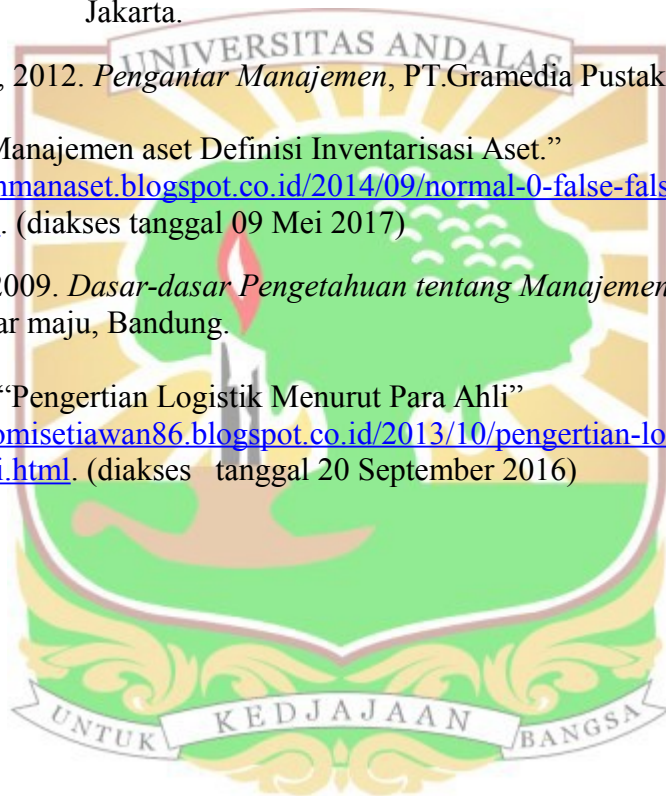 Jakarta.
UNIVERSITAS ANDALAS
, 2012. Pengantar Manajemen, PT.Gramedia Pustak
Manajemen aset Definisi Inventarisasi Aset.”
nmanaset.blogspot.co.id/2014/09/normal-0-false-fals
. (diakses tanggal 09 Mei 2017)
2009. Dasar-dasar Pengetahuan tentang Manajemen
ar maju, Bandung.
“Pengertian Logistik Menurut Para Ahli”
omisetiawan86.blogspot.co.id/2013/10/pengertian-lo
i.html. (diakses tanggal 20 September 2016)
UNTUK KEDJAJAAN BANGSA